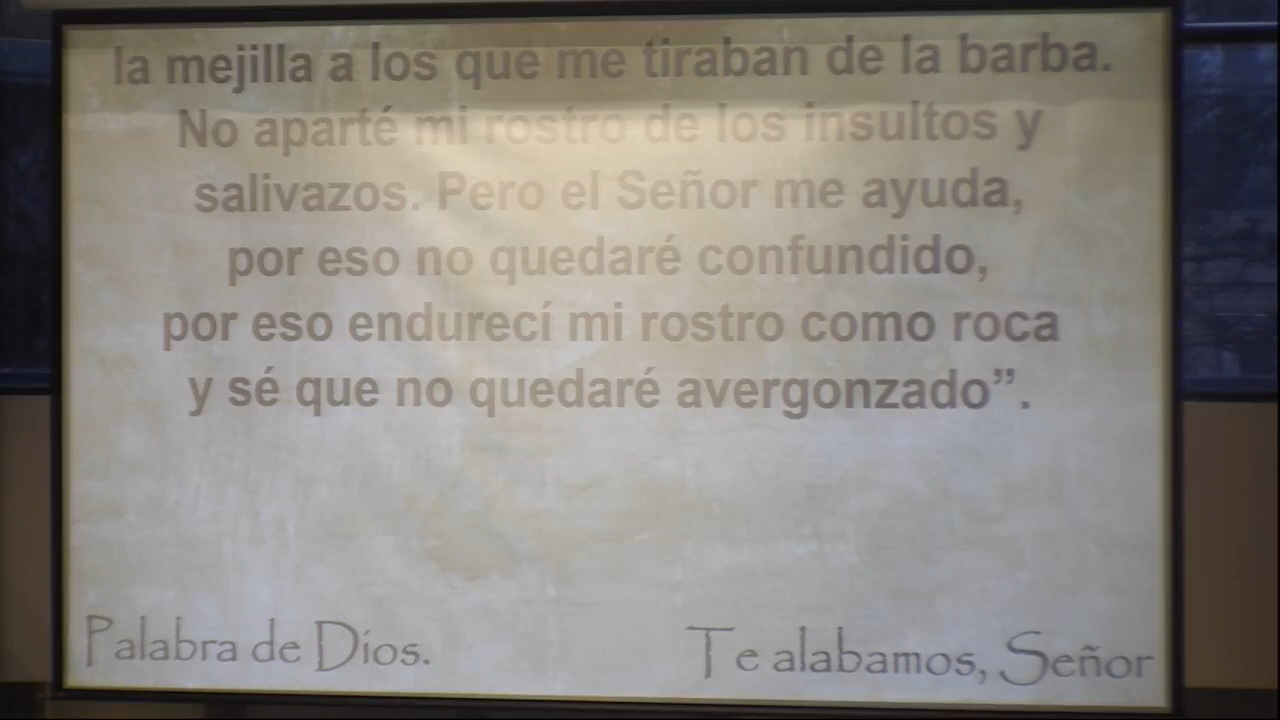 la mejilla a los que me tiraban de la barba.
No aparté mi rostro de los insultos y
salivazos. Pero el Señor me ayuda,
por eso no quedaré confundido,
por eso endurecí mi rostro como roca
y sé que no quedaré avergonzado”.
Palabra de Dios.
Te alabamos, Señor